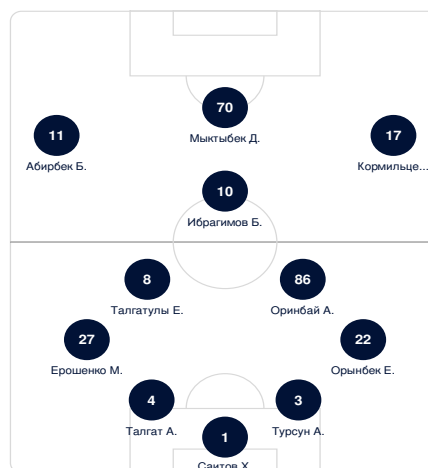 70
Мыктыбек Д.
11
Абирбек Б.
17
Кормильце...
10
Ибрагимов Б.
8
Талгатулы Е.
86
Оринбай А.
27
Ерошенко М.
22
Орынбек Е.
4
Талгат А.
3
Турсун А.
1
Саитов Х.